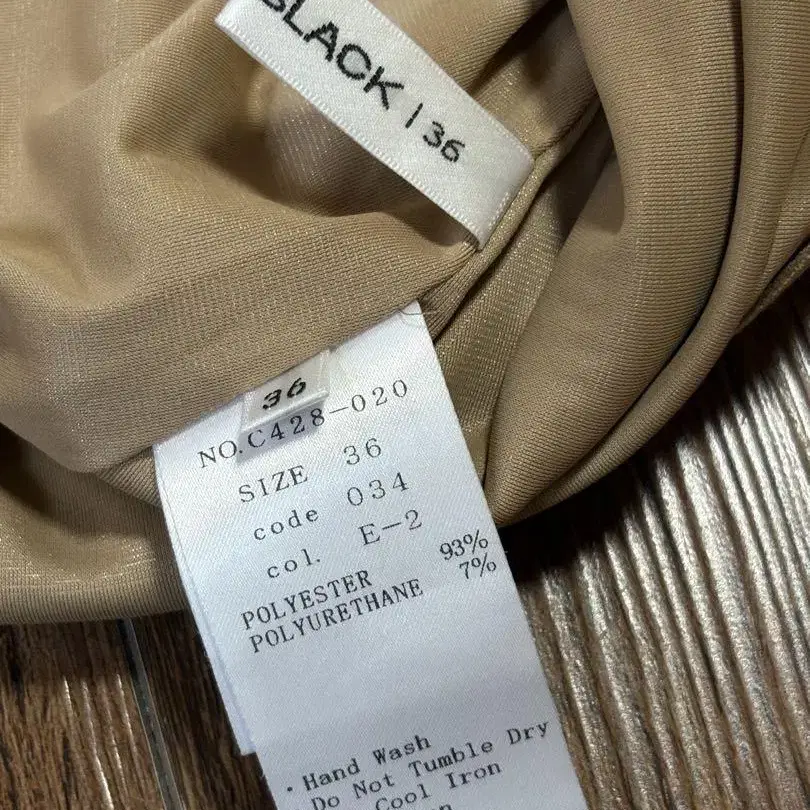 BLACK | 36
36
NO.C428-020
SIZE 36
code 034
col. E-2
POLYESTER 93%
POLYURETHANE 7%
· Hand Wash
Do Not Tumble Dry
Cool Iron